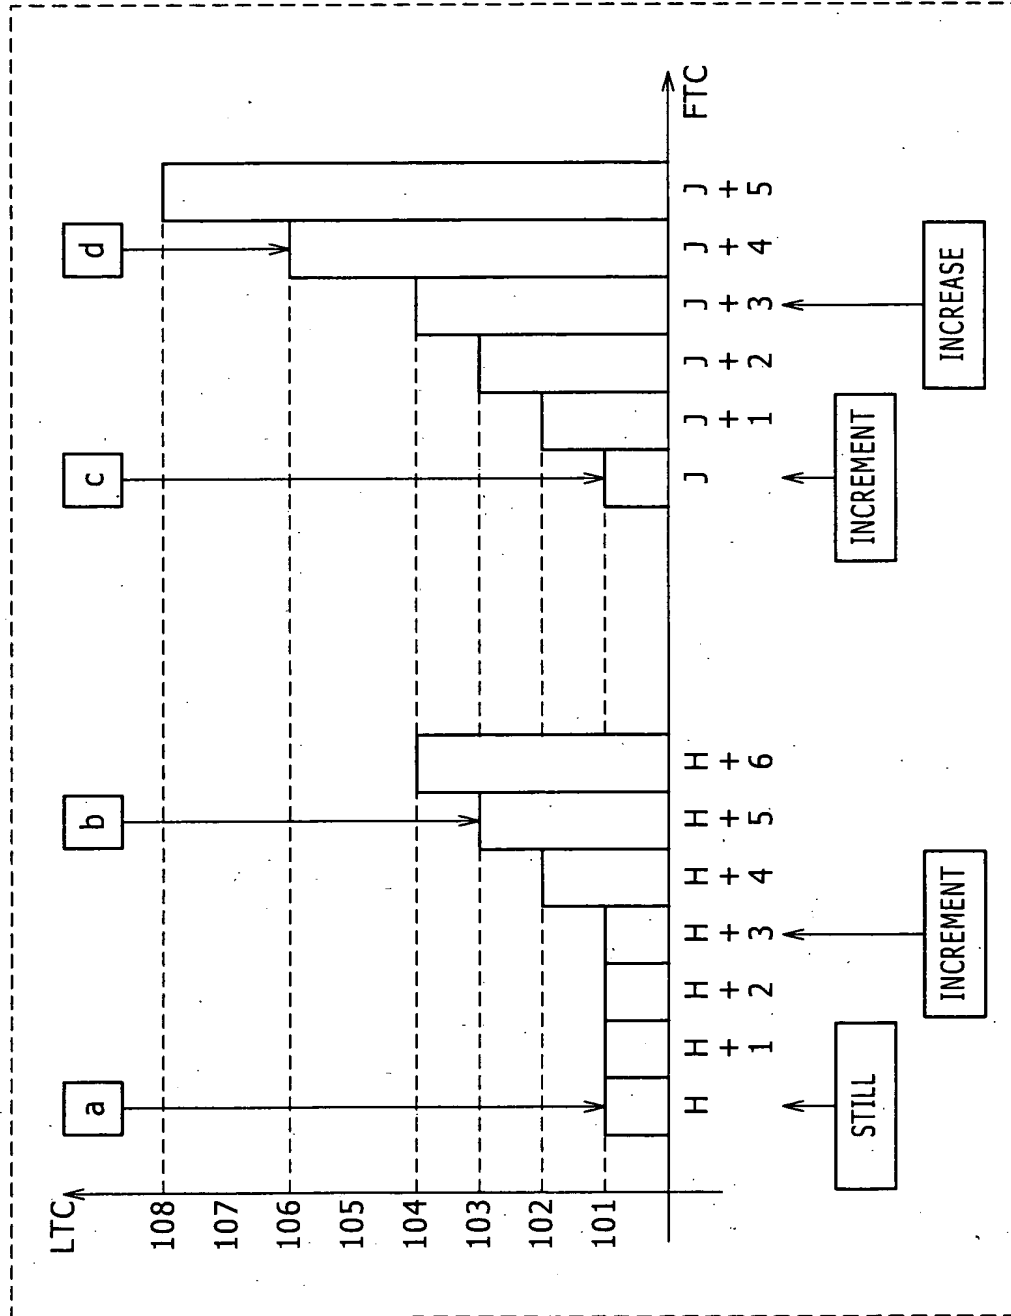 LTC
108
107
106
105
104
103
102
101
a
b
c
d
H
H+1
H+2
H+3
H+4
H+5
H+6
J
J+1
J+2
J+3
J+4
J+5
FTC
STILL
INCREMENT
INCREMENT
INCREASE